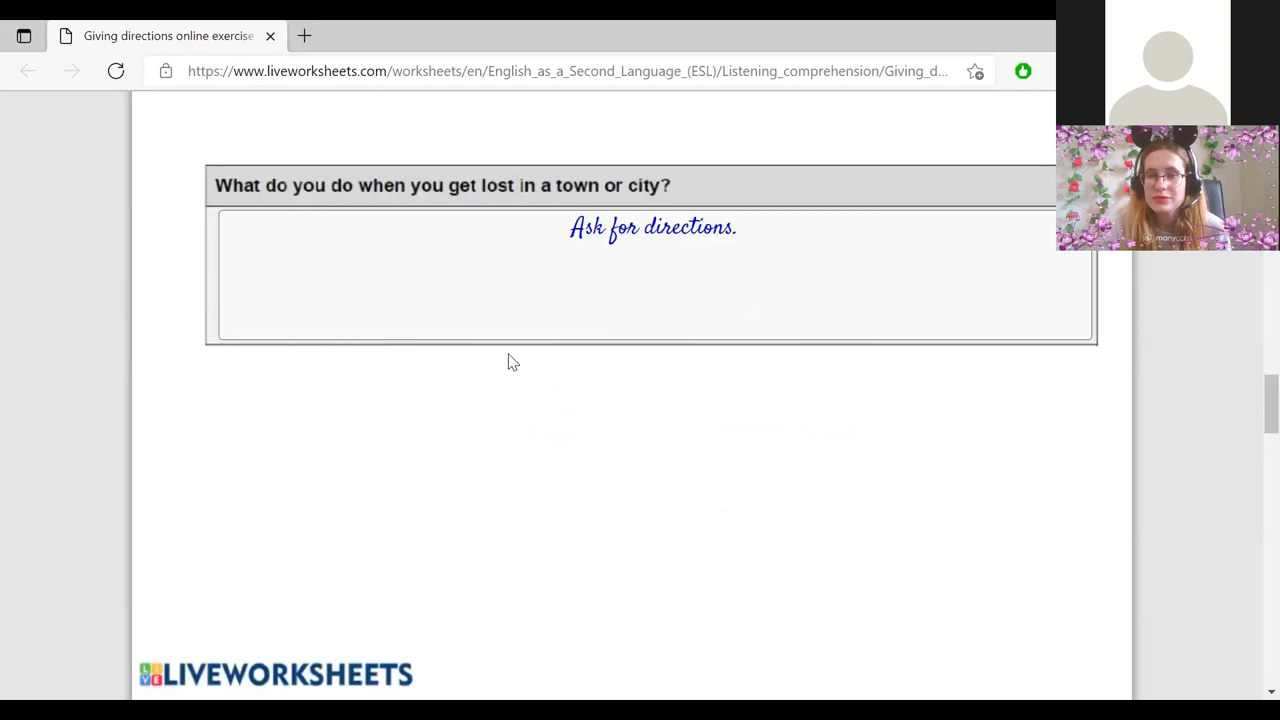 Giving directions online exercise
https://www.liveworksheets.com/worksheets/en/English_as_a_Second_Language_(ESL)/Listening_comprehension/Giving_d...
What do you do when you get lost in a town or city?
Ask for directions.
LIVEWORKSHEETS
manycam